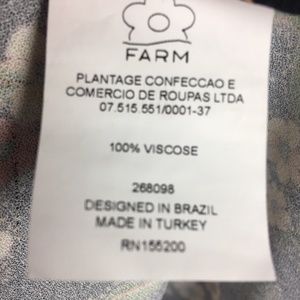 FARM
PLANTAGE CONFECCAO E
COMERCIO DE ROUPAS LTDA
07.515.551/0001-37
100% VISCOSE
268098
DESIGNED IN BRAZIL
MADE IN TURKEY
RN155200